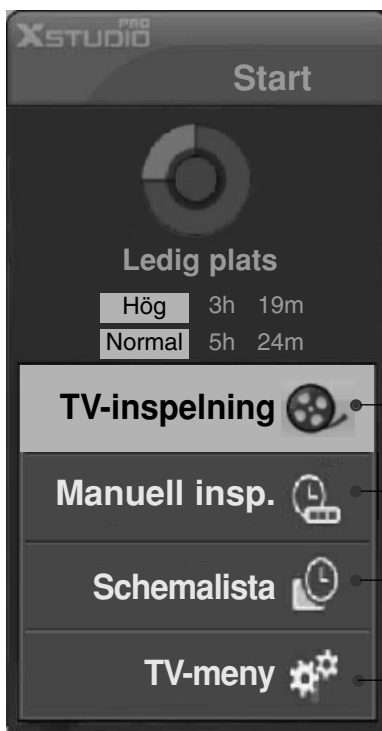 XSTUDIO PRO
Start
Ledig plats
Hög 3h 19m
Normal 5h 24m
TV-inspelning
Manuell insp.
Schemalista
TV-meny